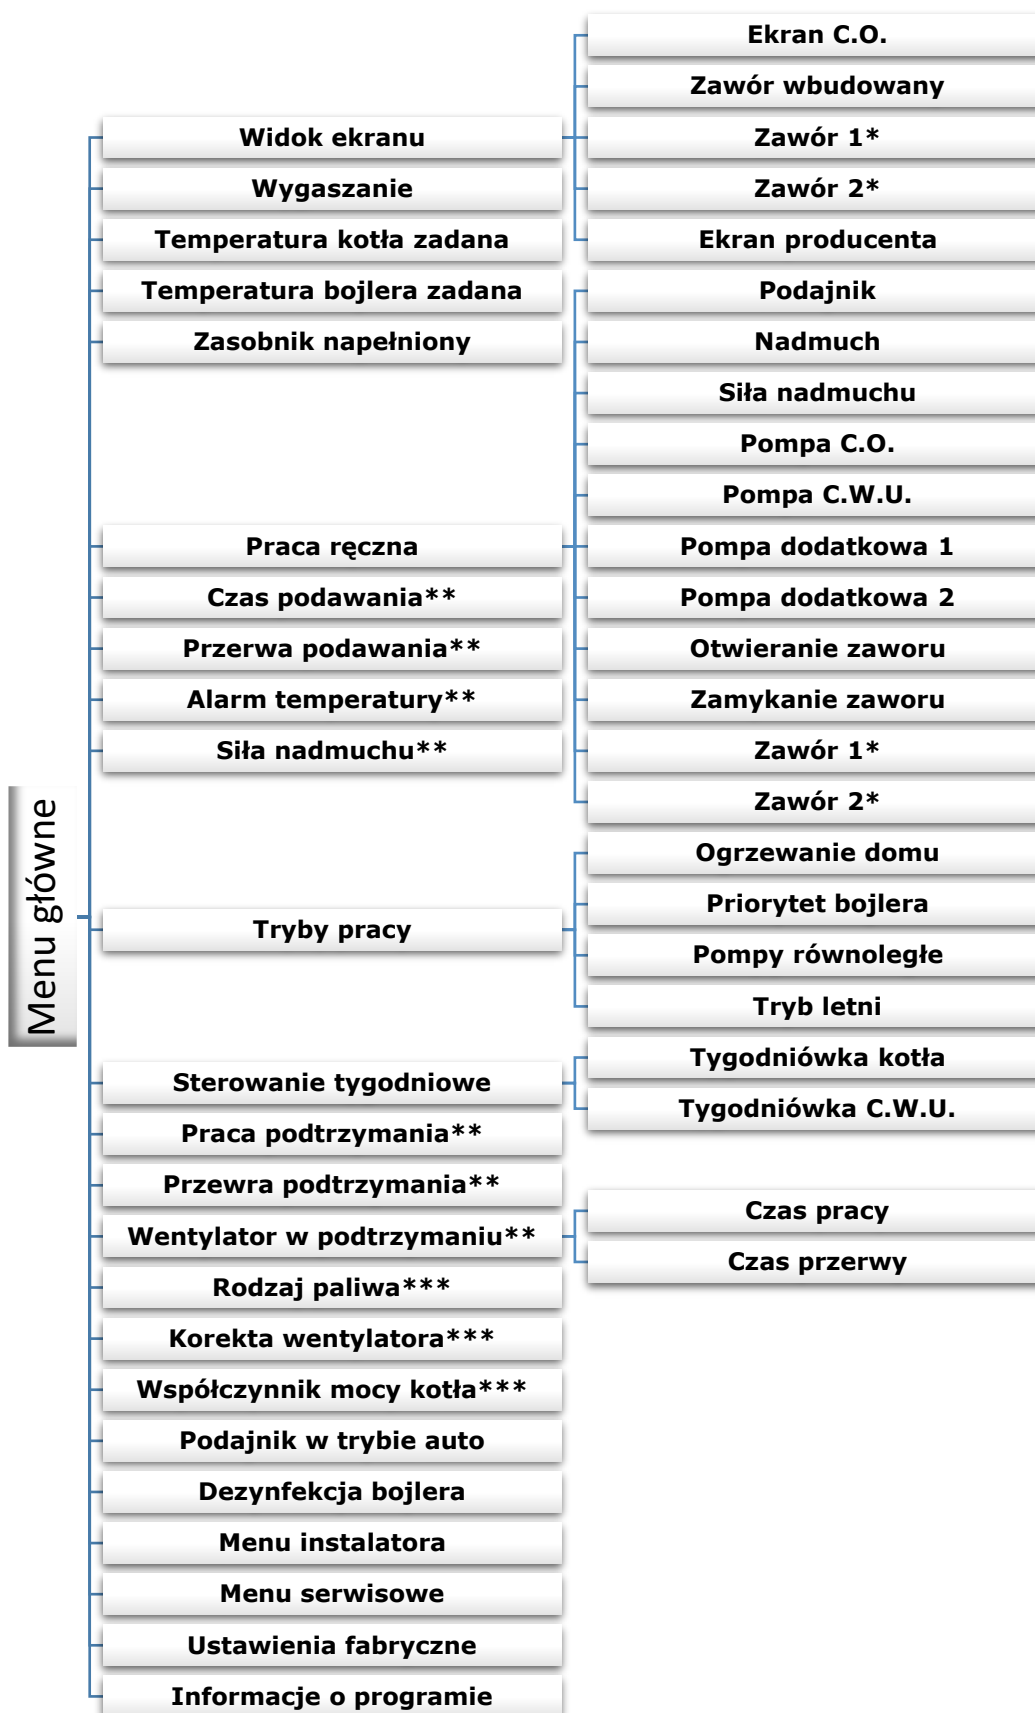 Menu główne
Widok ekranu
Ekran C.O.
Zawór wbudowany
Zawór 1*
Zawór 2*
Ekran producenta
Wygaszanie
Temperatura kotła zadana
Temperatura bojlera zadana
Zasobnik napełniony
Praca ręczna
Podajnik
Nadmuch
Siła nadmuchu
Pompa C.O.
Pompa C.W.U.
Pompa dodatkowa 1
Pompa dodatkowa 2
Otwieranie zaworu
Zamykanie zaworu
Zawór 1*
Zawór 2*
Czas podawania**
Przerwa podawania**
Alarm temperatury**
Siła nadmuchu**
Tryby pracy
Ogrzewanie domu
Priorytet bojlera
Pompy równoległe
Tryb letni
Sterowanie tygodniowe
Tygodniówka kotła
Tygodniówka C.W.U.
Praca podtrzymania**
Przewra podtrzymania**
Wentylator w podtrzymaniu**
Czas pracy
Czas przerwy
Rodzaj paliwa***
Korekta wentylatora***
Współczynnik mocy kotła***
Podajnik w trybie auto
Dezynfekcja bojlera
Menu instalatora
Menu serwisowe
Ustawienia fabryczne
Informacje o programie